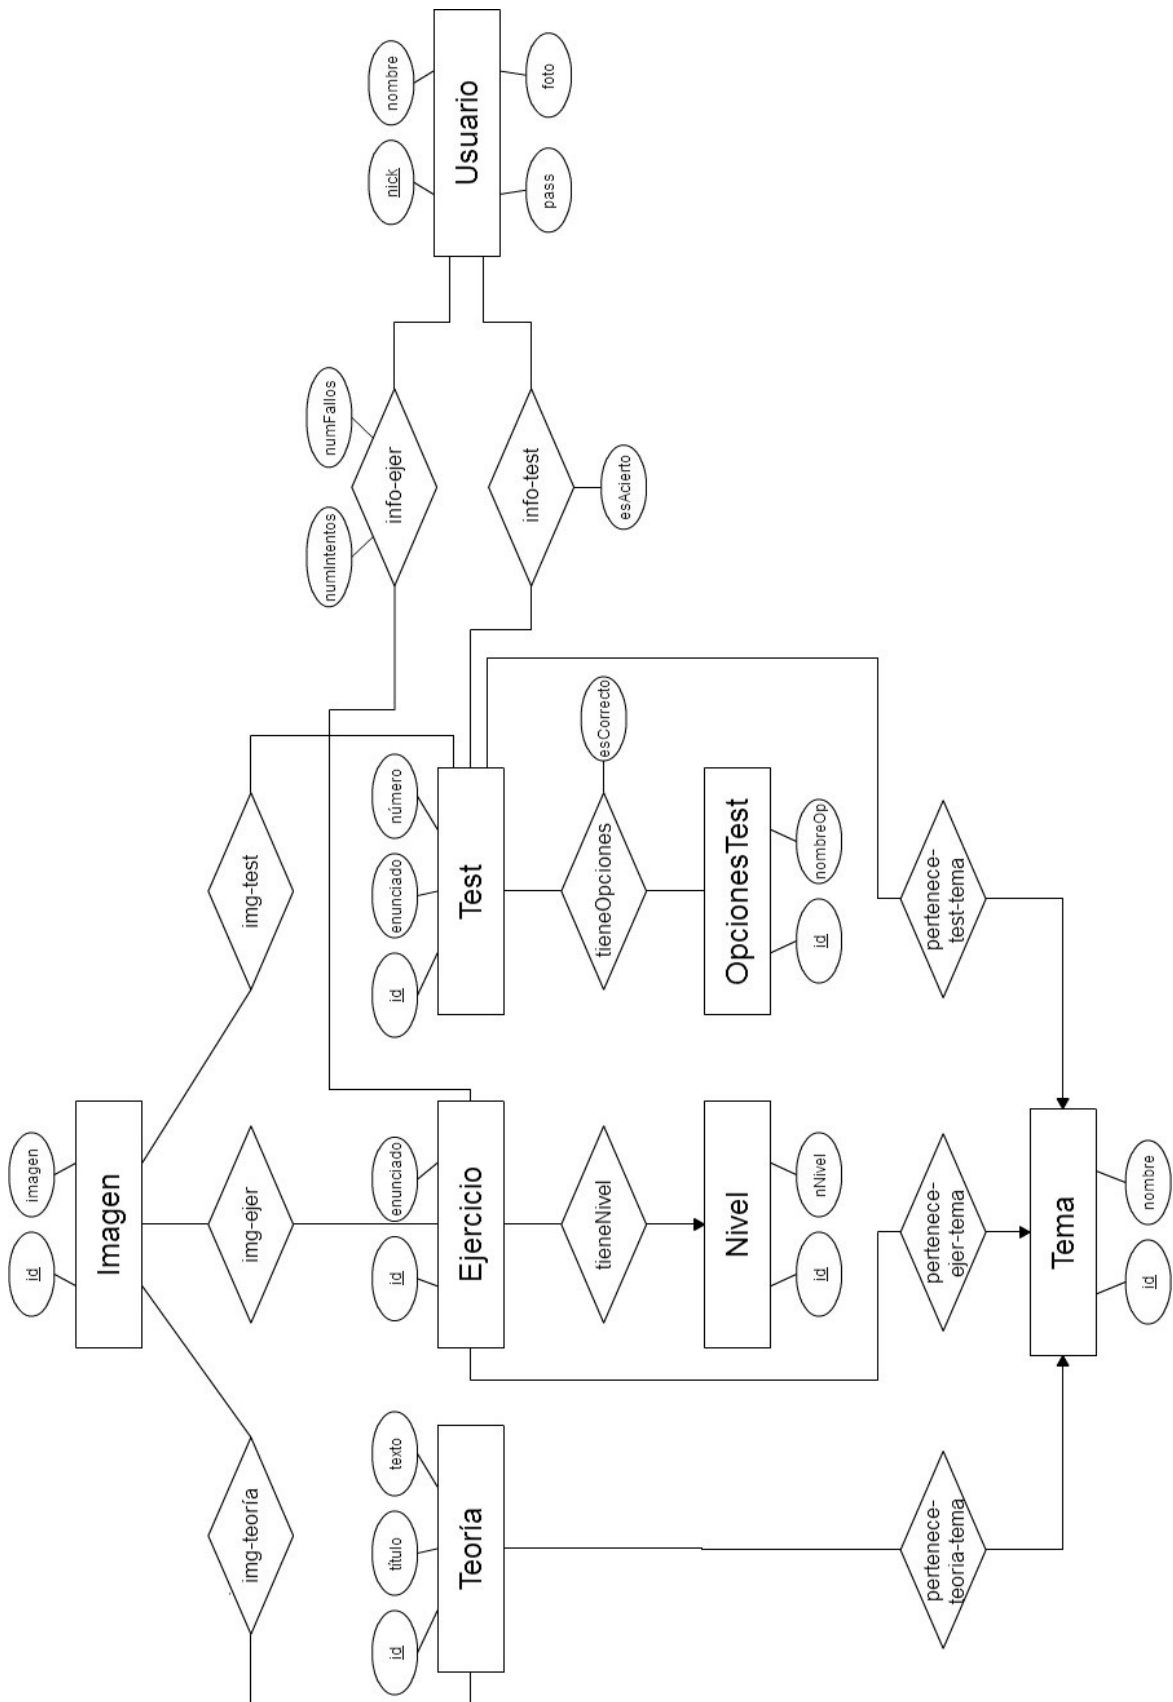 id
imagen
Imagen
img-teoría
img-ejer
img-test
numIntentos
numFallos
id
título
texto
id
enunciado
id
enunciado
número
info-ejer
nick
nombre
Teoría
Ejercicio
Test
Usuario
info-test
pass
foto
tieneNivel
tieneOpciones
esCorrecto
esAcierto
Nivel
OpcionesTest
id
nNivel
id
nombreOp
pertenece-
teoria-tema
pertenece-
ejer-tema
pertenece-
test-tema
Tema
id
nombre